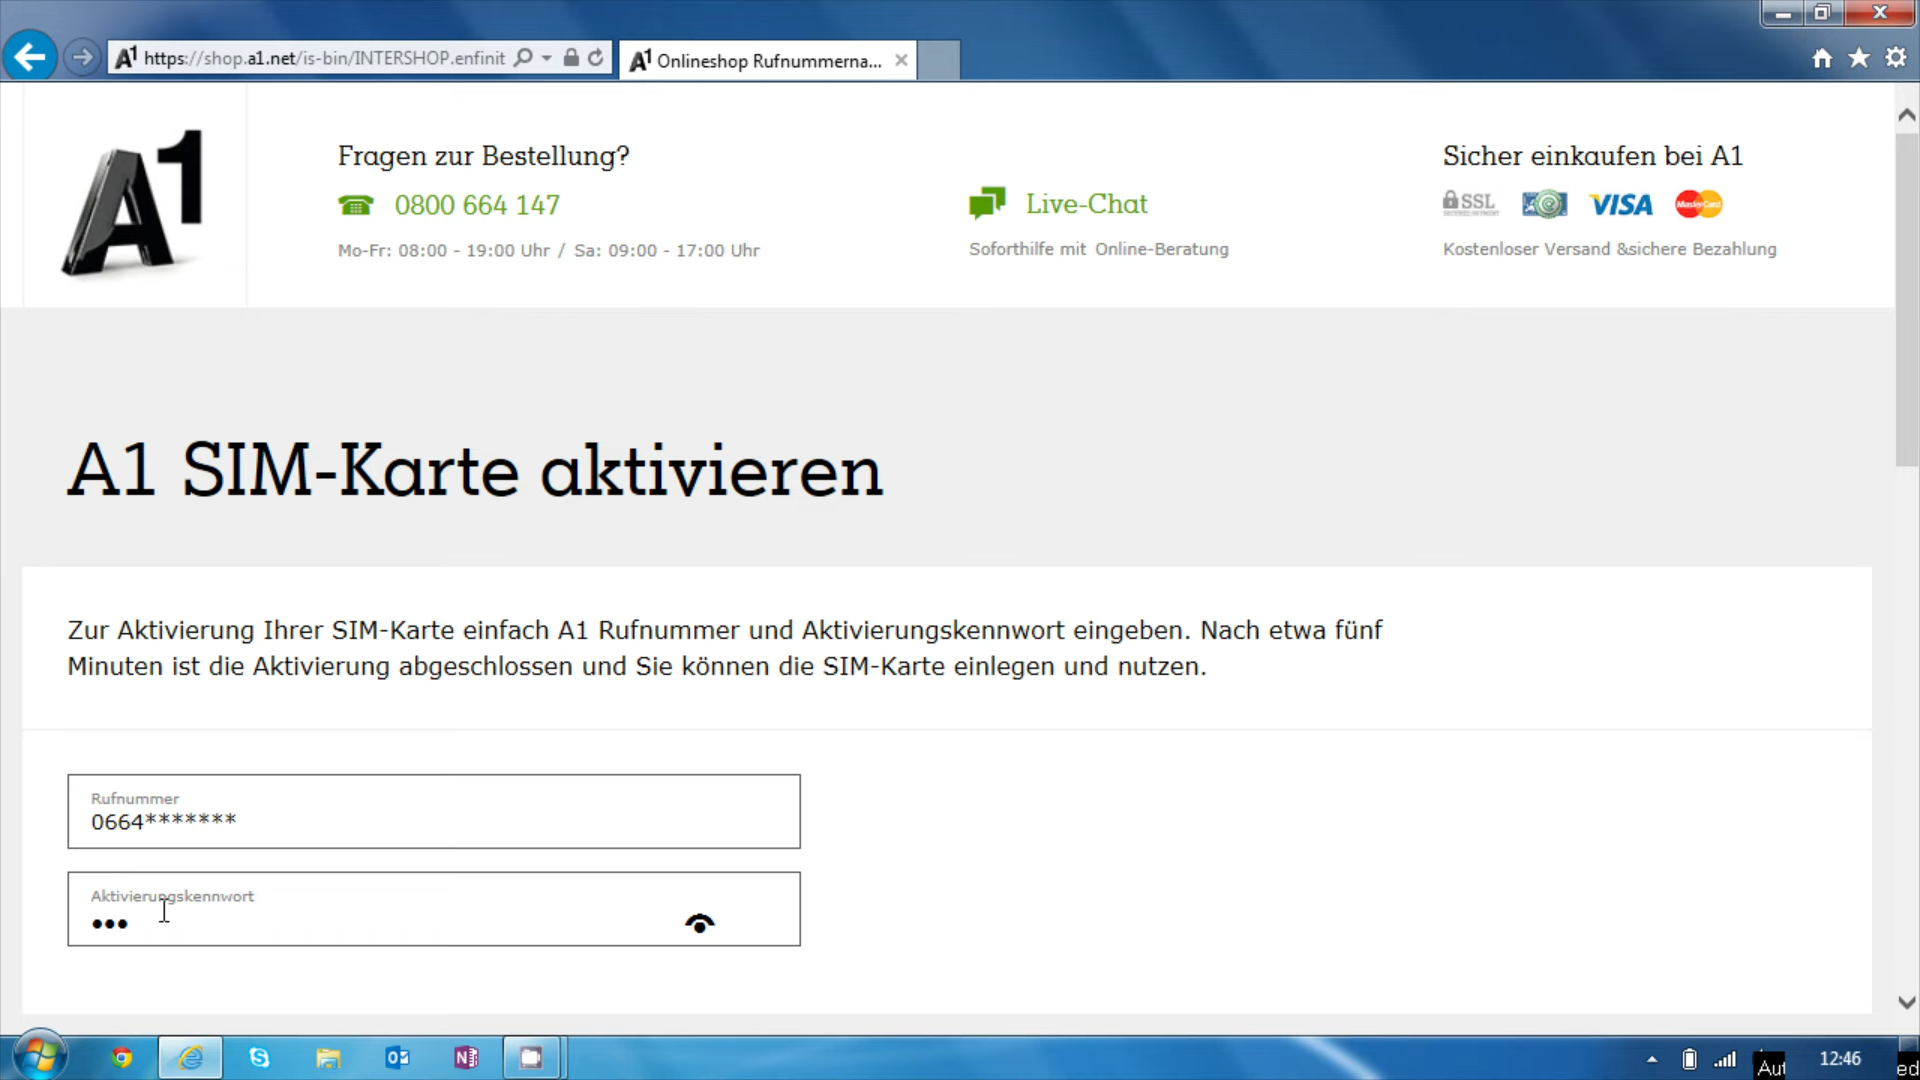 https://shop.a1.net/is-bin/INTERSHOP.enfinit
A1 Onlineshop Rufnummerna...
A1
Fragen zur Bestellung?
0800 664 147
Mo-Fr: 08:00 - 19:00 Uhr / Sa: 09:00 - 17:00 Uhr
Live-Chat
Soforthilfe mit Online-Beratung
Sicher einkaufen bei A1
SSL VISA MasterCard
Kostenloser Versand &sichere Bezahlung
A1 SIM-Karte aktivieren
Zur Aktivierung Ihrer SIM-Karte einfach A1 Rufnummer und Aktivierungskennwort eingeben. Nach etwa fünf
Minuten ist die Aktivierung abgeschlossen und Sie können die SIM-Karte einlegen und nutzen.
Rufnummer
0664*******
Aktivierungskennwort
•••
12:46